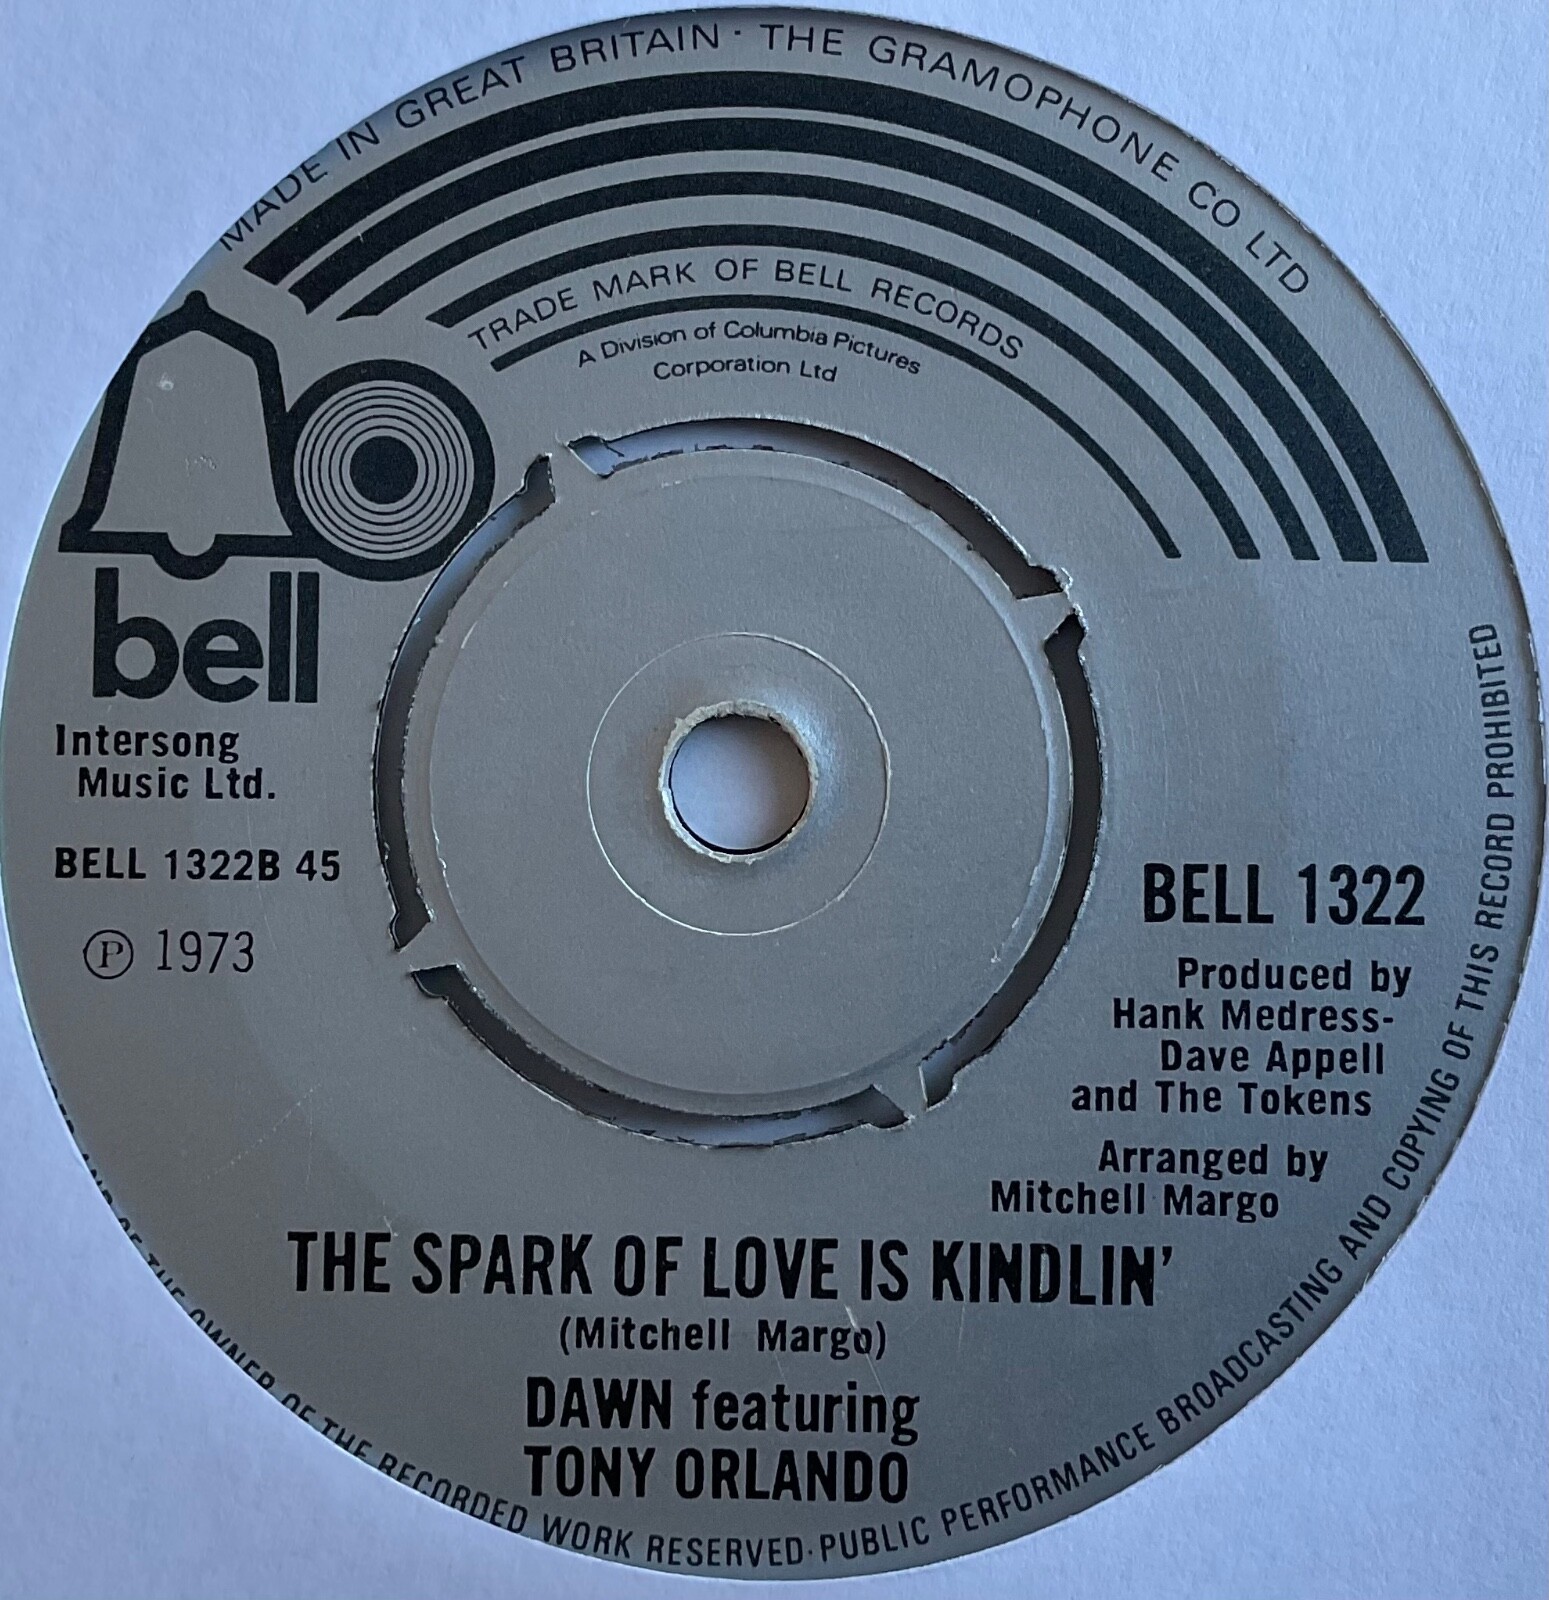 MADE IN GREAT BRITAIN · THE GRAMOPHONE CO LTD
TRADE MARK OF BELL RECORDS
A Division of Columbia Pictures
Corporation Ltd
bell
Intersong
Music Ltd.
BELL 1322B 45
Ⓟ 1973
BELL 1322
Produced by
Hank Medress-
Dave Appell
and The Tokens
Arranged by
Mitchell Margo
THE SPARK OF LOVE IS KINDLIN'
(Mitchell Margo)
DAWN featuring
TONY ORLANDO
AND OF THE OWNER OF THE RECORDED WORK RESERVED · PUBLIC PERFORMANCE BROADCASTING AND COPYING OF THIS RECORD PROHIBITED